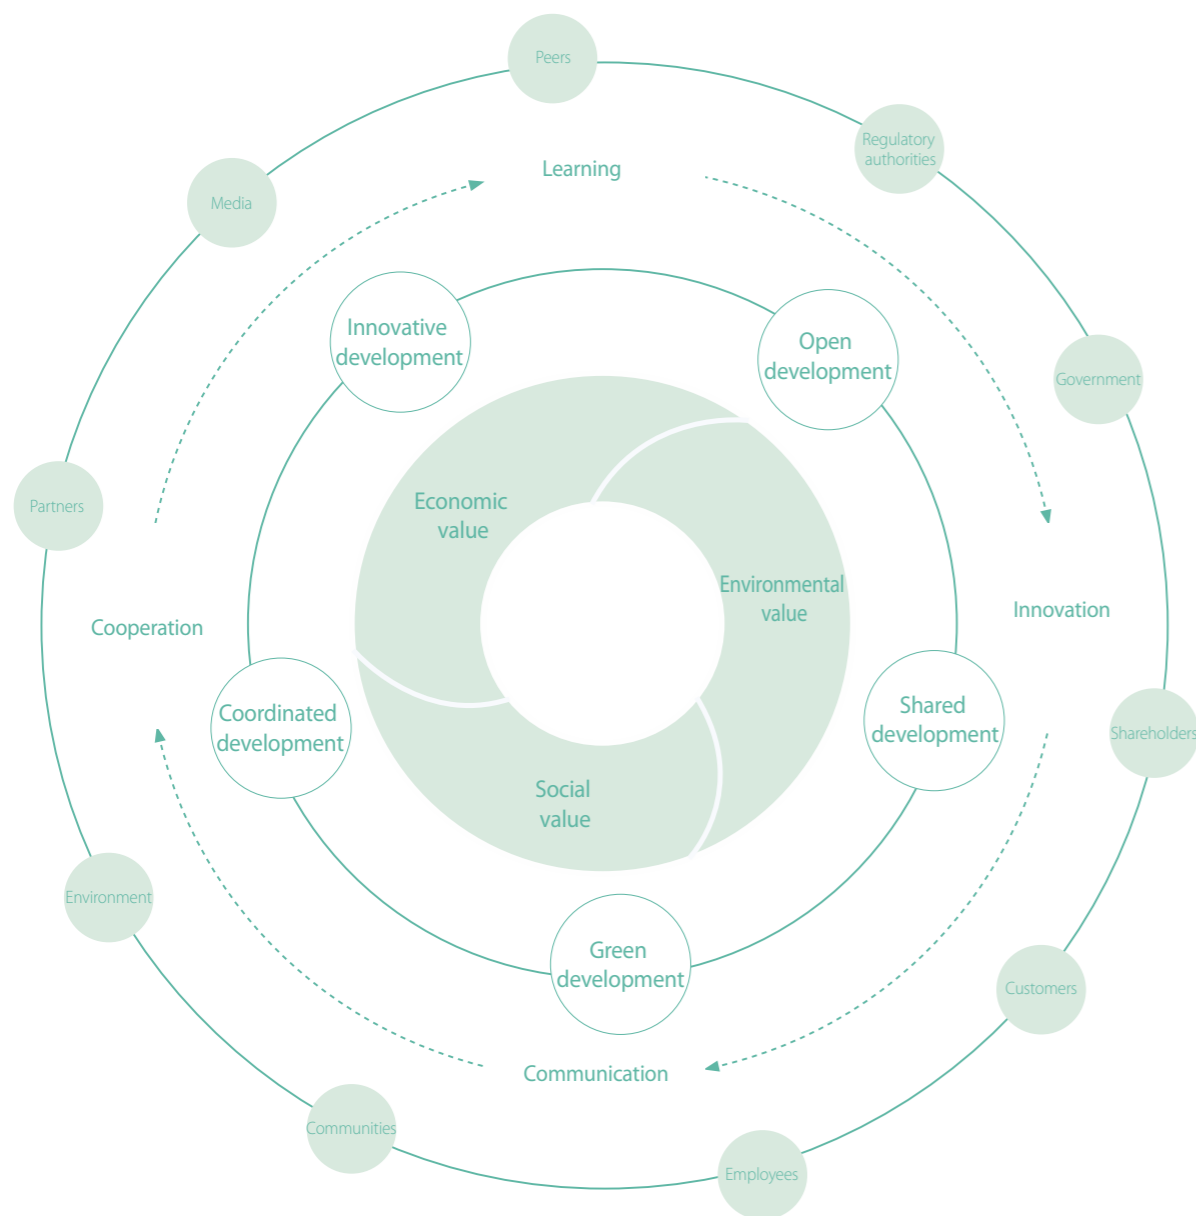 Peers
Regulatory
authorities
Learning
Media
Innovative
development
Open
development
Government
Economic
value
Partners
Environmental
value
Innovation
Cooperation
Shared
development
Coordinated
development
Shareholders
Social
value
Environment
Green
development
Customers
Communication
Communities
Employees